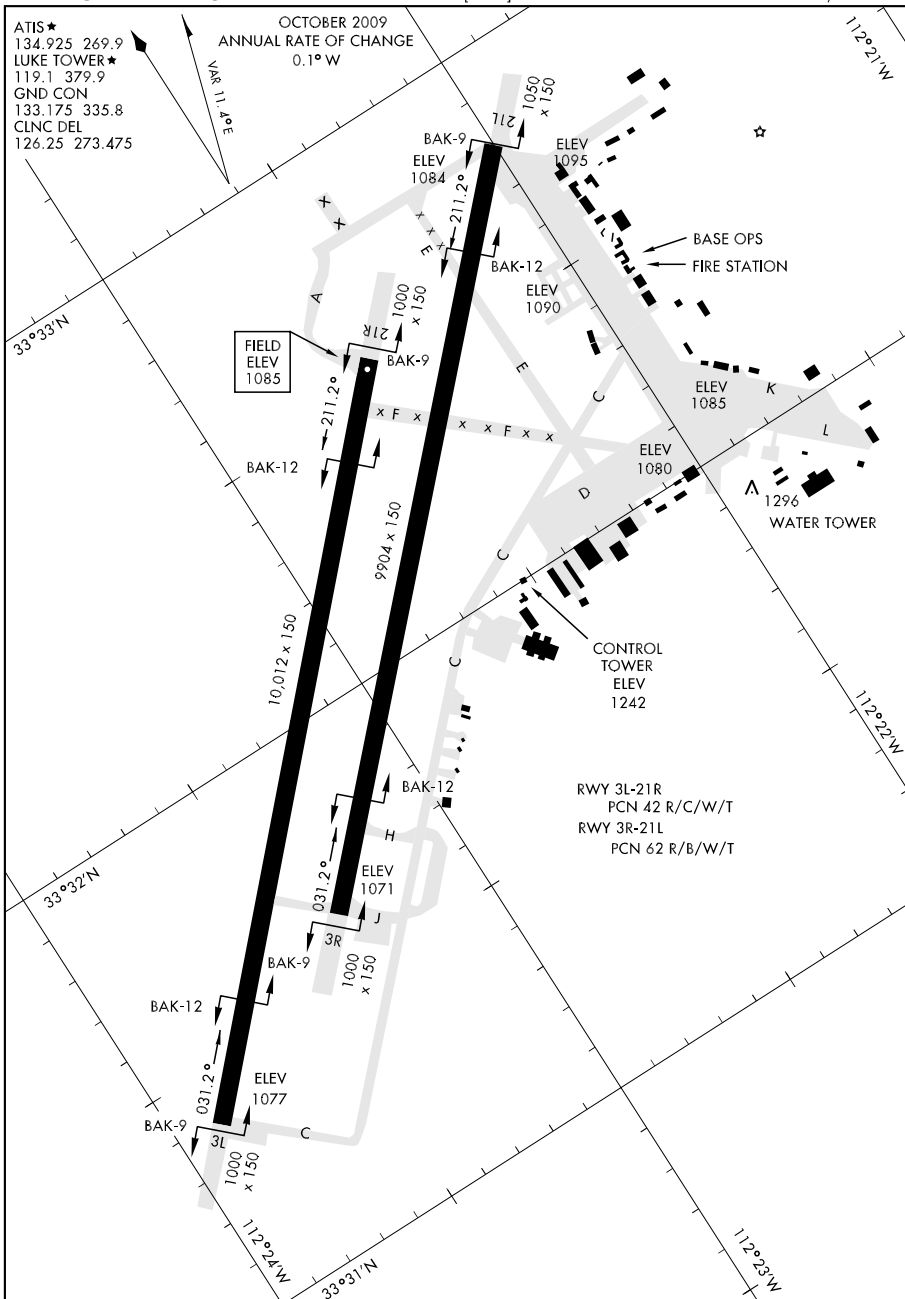 ATIS★
134.925 269.9
LUKE TOWER★
119.1 379.9
GND CON
133.175 335.8
CLNC DEL
126.25 273.475
VAR 11.4°E
OCTOBER 2009
ANNUAL RATE OF CHANGE
0.1° W
112°21'W
1050
x 150
21L
BAK-9
ELEV
1084
211.2°
ELEV
1095
X
X
x
x
x
x
E
A
BASE OPS
FIRE STATION
BAK-12
ELEV
1090
33°33'N
1000
x 150
21R
FIELD
ELEV
1085
BAK-9
211.2°
E
C
ELEV
1085
K
L
x F x x x F x x
BAK-12
ELEV
1080
D
1296
WATER TOWER
9904 x 150
C
10,012 x 150
C
CONTROL
TOWER
ELEV
1242
112°22'W
BAK-12
RWY 3L-21R
PCN 42 R/C/W/T
RWY 3R-21L
PCN 62 R/B/W/T
H
33°32'N
031.2°
ELEV
1071
J
3R
BAK-9
1000
x 150
BAK-12
031.2°
ELEV
1077
BAK-9
3L
C
1000
x 150
112°24'W
33°31'N
112°23'W